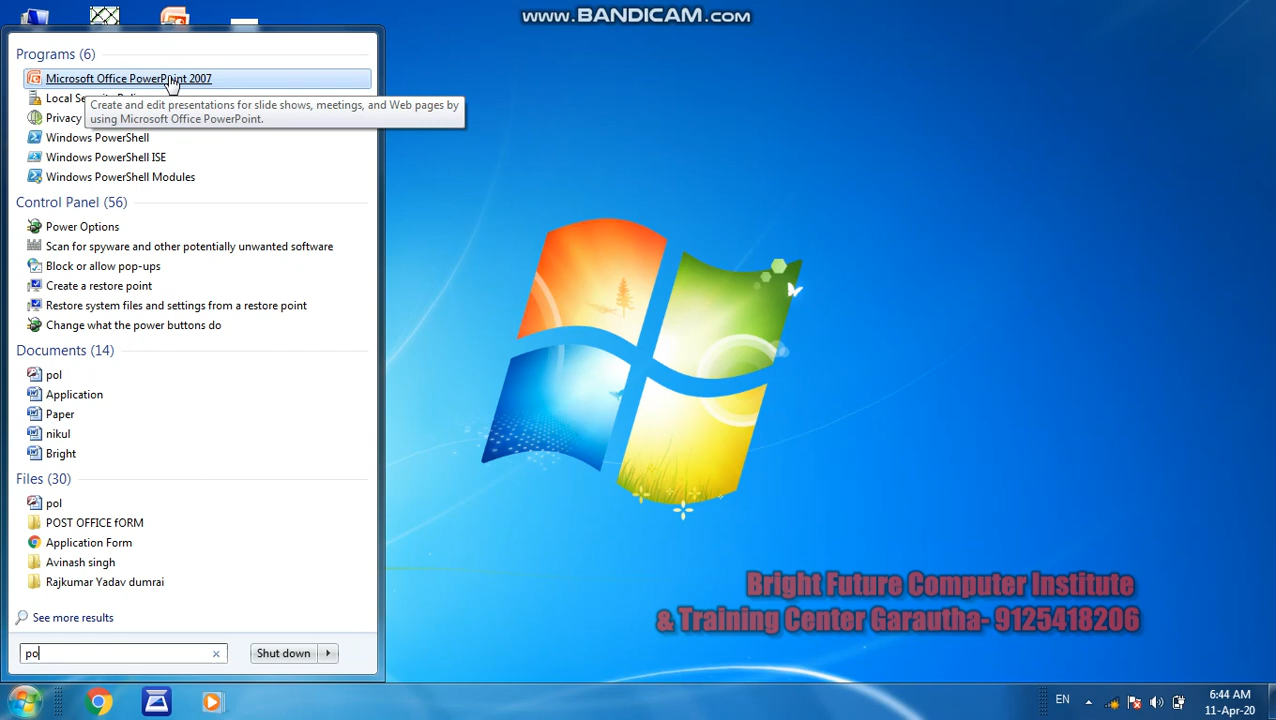 www.BANDICAM.com
Programs (6)
Microsoft Office PowerPoint 2007
Local
Create and edit presentations for slide shows, meetings, and Web pages by
using Microsoft Office PowerPoint.
Privacy
Windows PowerShell
Windows PowerShell ISE
Windows PowerShell Modules
Control Panel (56)
Power Options
Scan for spyware and other potentially unwanted software
Block or allow pop-ups
Create a restore point
Restore system files and settings from a restore point
Change what the power buttons do
Documents (14)
pol
Application
Paper
nikul
Bright
Files (30)
pol
POST OFFICE fORM
Application Form
Avinash singh
Rajkumar Yadav dumrai
See more results
po
Shut down
Bright Future Computer Institute
& Training Center Garautha- 9125418206
EN
6:44 AM
11-Apr-20